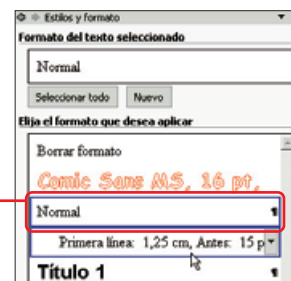 Estilos y formato
Formato del texto seleccionado
Normal
Seleccionar todo Nuevo
Elija el formato que desea aplicar
Borrar formato
Comic Sans MS, 16 pt,
Normal ¶
Primera línea: 1,25 cm, Antes: 15 p
Título 1 ¶